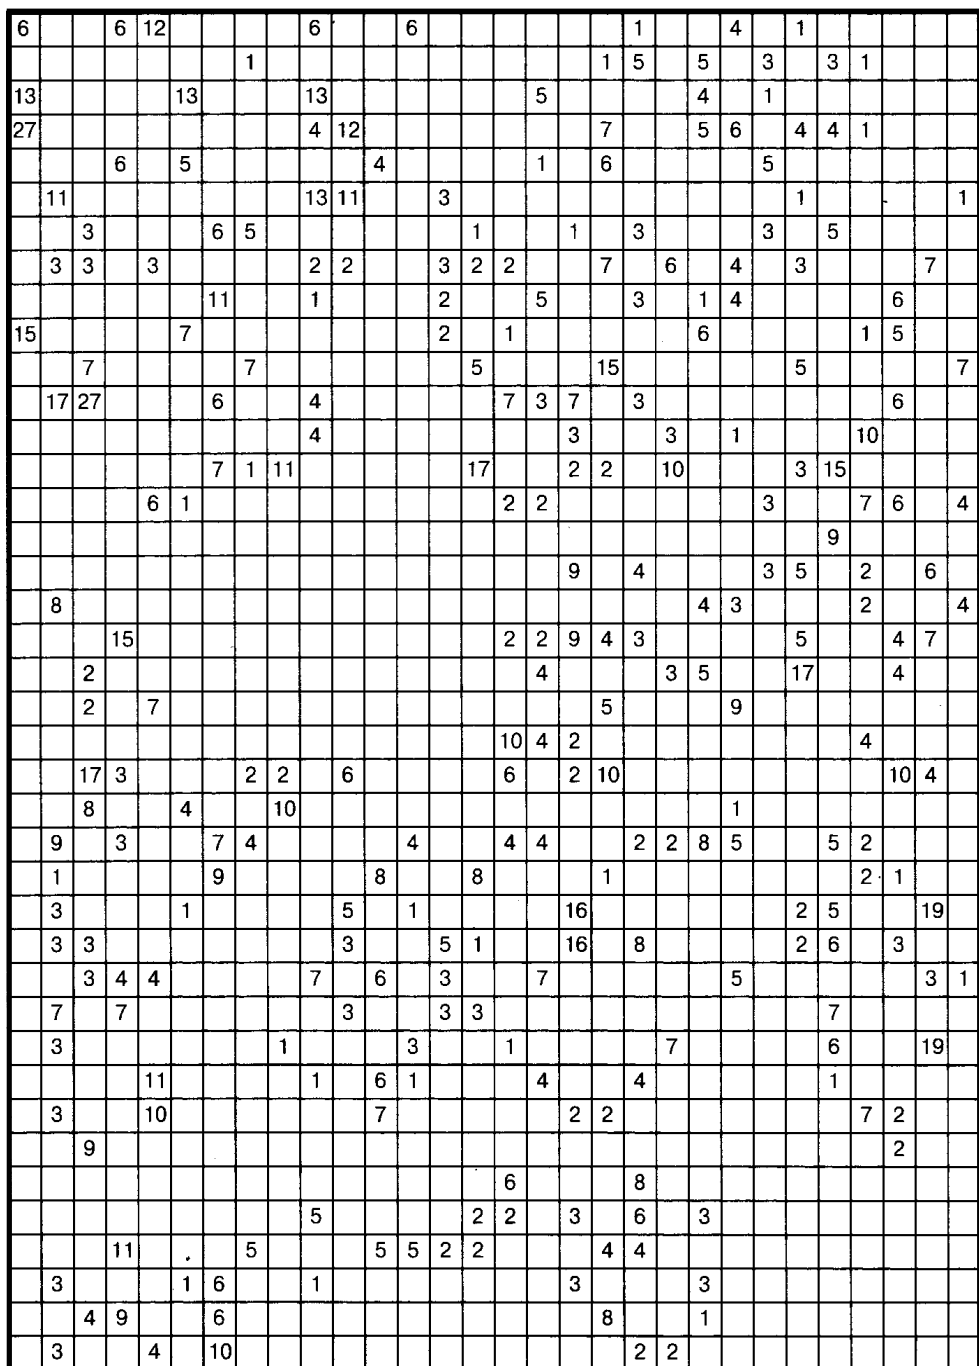 6 6 12 6 6 1 4 1
1 1 5 5 3 3 1
13 13 13 5 4 1
27 4 12 7 5 6 4 4 1
6 5 4 1 6 5
11 13 11 3 1 1
3 6 5 1 1 3 3 5
3 3 3 2 2 3 2 2 7 6 4 3 7
11 1 2 5 3 1 4 6
15 7 2 1 6 1 5
7 7 5 15 5 7
17 27 6 4 7 3 7 3 6
4 3 3 1 10
7 1 11 17 2 2 10 3 15
6 1 2 2 3 7 6 4
9
9 4 3 5 2 6
8 4 3 2 4
15 2 2 9 4 3 5 4 7
2 4 3 5 17 4
2 7 5 9
10 4 2 4
17 3 2 2 6 6 2 10 10 4
8 4 10 1
9 3 7 4 4 4 4 2 2 8 5 5 2
1 9 8 8 1 2 1
3 1 5 1 16 2 5 19
3 3 3 5 1 16 8 2 6 3
3 4 4 7 6 3 7 5 3 1
7 7 3 3 3 7
3 1 3 1 7 6 19
11 1 6 1 4 4 1
3 10 7 2 2 7 2
9 2
6 8
5 2 2 3 6 3
11 5 5 5 2 2 4 4
3 1 6 1 3 3
4 9 6 8 1
3 4 10 2 2